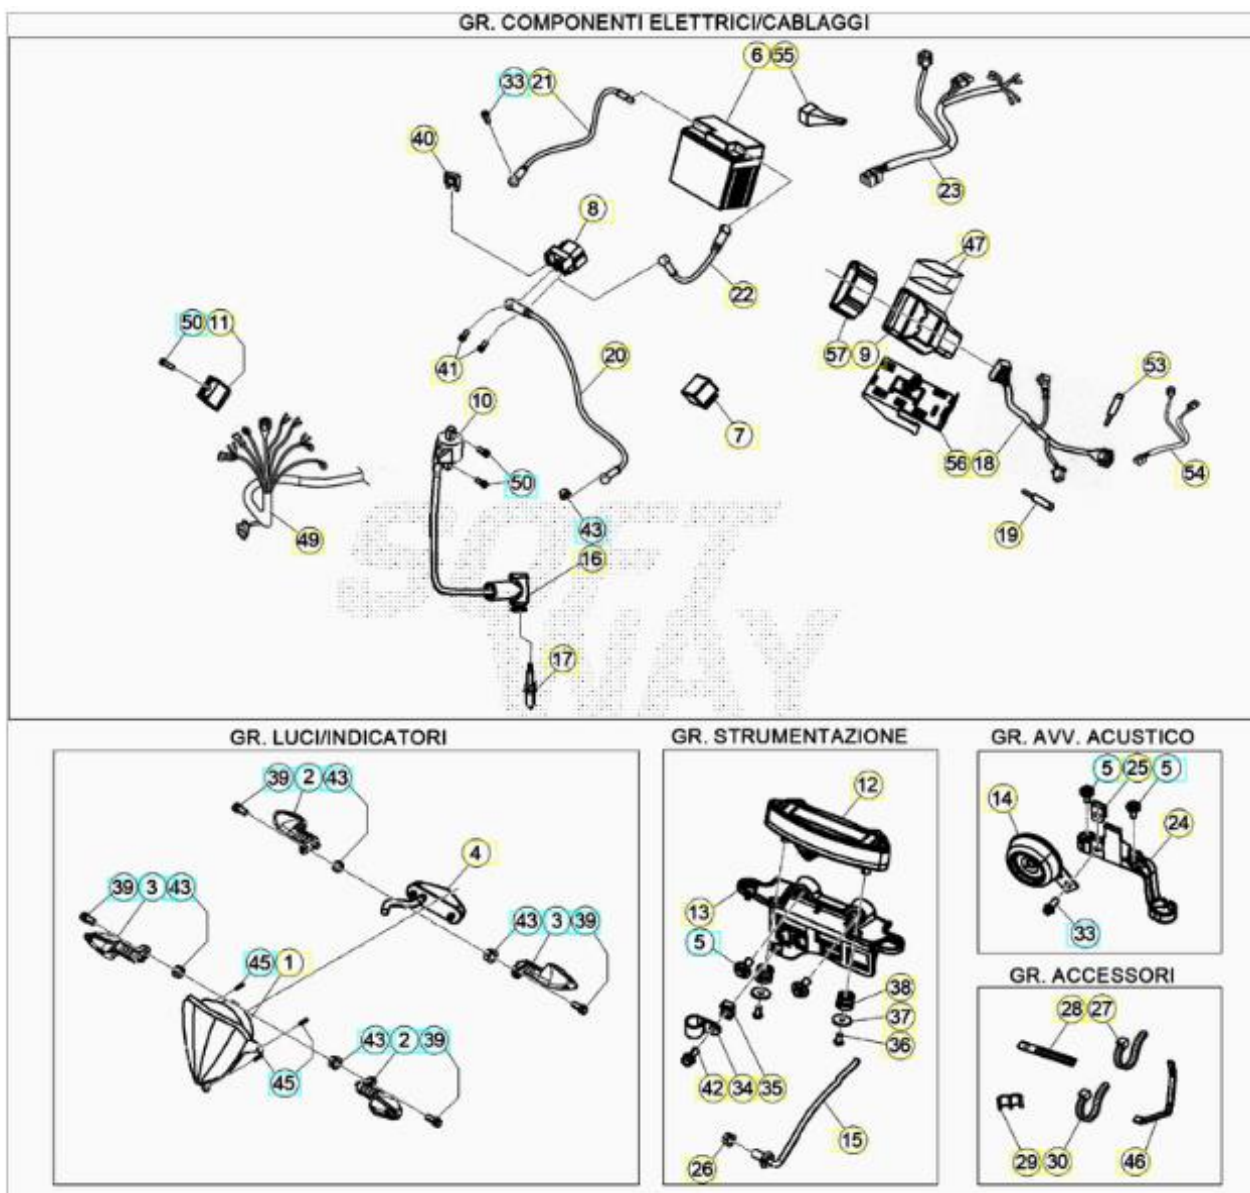 GR. COMPONENTI ELETTRICI/CABLAGGI
6 55
33 21
40
23
8
47
22
50 11
57 9
53
41
20
10
7
56 18
54
50
43
19
49
16
17
SOFT
WAY
GR. LUCI/INDICATORI
39 2 43
4
39 3 43
43 3 39
45 1
43 2 39
45
GR. STRUMENTAZIONE
12
13
5
38
37
36
42 34 35
15
26
GR. AVV. ACUSTICO
5 25 5
14
24
33
GR. ACCESSORI
28 27
29 30 46